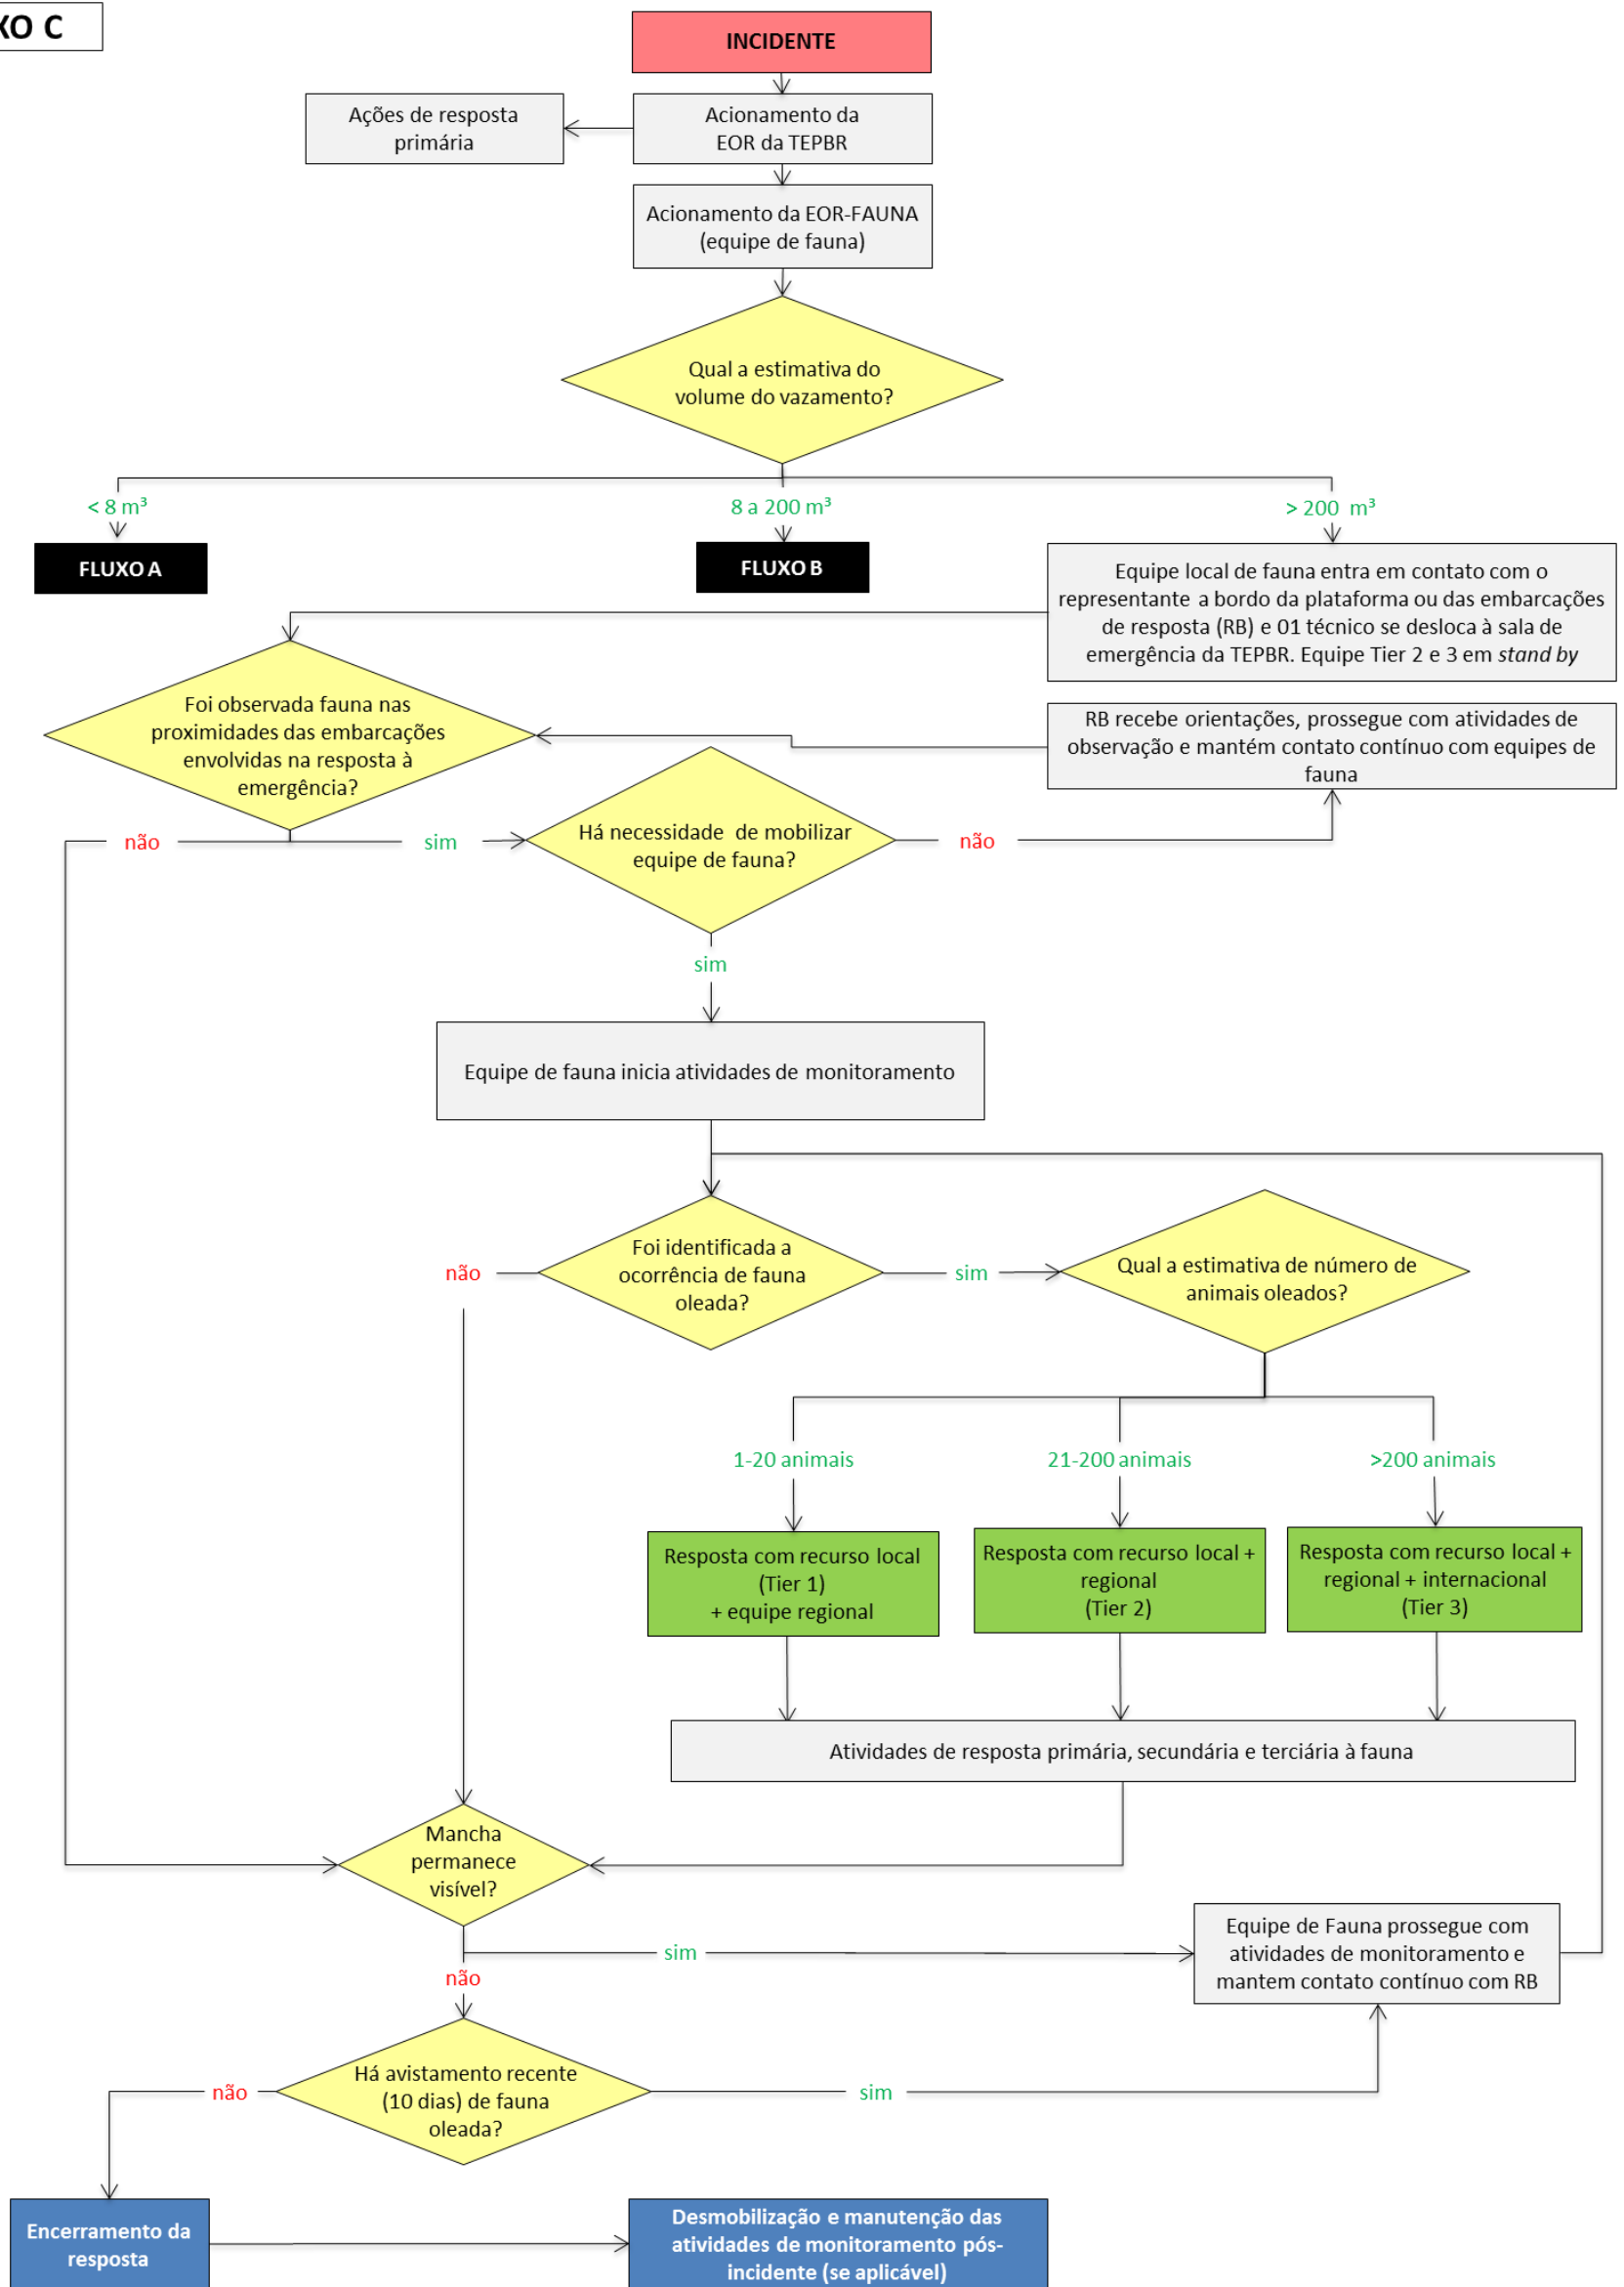 XO C
INCIDENTE
Ações de resposta
primária
Acionamento da
EOR da TEPBR
Acionamento da EOR-FAUNA
(equipe de fauna)
Qual a estimativa do
volume do vazamento?
< 8 m³
8 a 200 m³
> 200 m³
FLUXO A
FLUXO B
Equipe local de fauna entra em contato com o
representante a bordo da plataforma ou das embarcações
de resposta (RB) e 01 técnico se desloca à sala de
emergência da TEPBR. Equipe Tier 2 e 3 em stand by
Foi observada fauna nas
proximidades das embarcações
envolvidas na resposta à
emergência?
RB recebe orientações, prossegue com atividades de
observação e mantém contato contínuo com equipes de
fauna
não
sim
Há necessidade de mobilizar
equipe de fauna?
não
sim
Equipe de fauna inicia atividades de monitoramento
não
Foi identificada a
ocorrência de fauna
oleada?
sim
Qual a estimativa de número de
animais oleados?
1-20 animais
21-200 animais
>200 animais
Resposta com recurso local
(Tier 1)
+ equipe regional
Resposta com recurso local +
regional
(Tier 2)
Resposta com recurso local +
regional + internacional
(Tier 3)
Atividades de resposta primária, secundária e terciária à fauna
Mancha
permanece
visível?
sim
não
Equipe de Fauna prossegue com
atividades de monitoramento e
mantem contato contínuo com RB
não
Há avistamento recente
(10 dias) de fauna
oleada?
sim
Encerramento da
resposta
Desmobilização e manutenção das
atividades de monitoramento pós-
incidente (se aplicável)